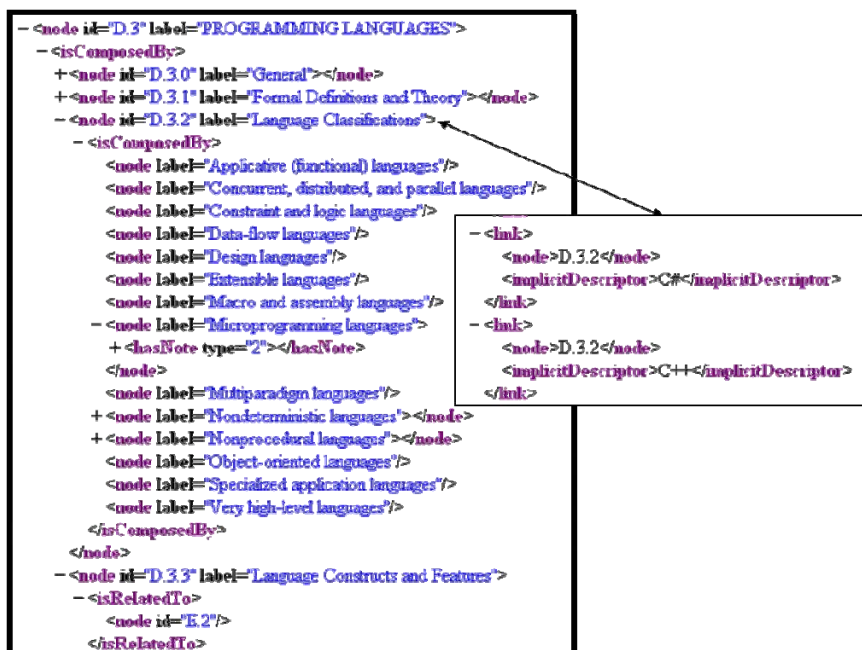 − <node id="D.3" label="PROGRAMMING LANGUAGES">
− <isComposedBy>
+ <node id="D.3.0" label="General"></node>
+ <node id="D.3.1" label="Formal Definitions and Theory"></node>
− <node id="D.3.2" label="Language Classifications">
− <isComposedBy>
<node label="Applicative (functional) languages"/>
<node label="Concurrent, distributed, and parallel languages"/>
<node label="Constraint and logic languages"/>
<node label="Data-flow languages"/>
<node label="Design languages"/>
<node label="Extensible languages"/>
<node label="Macro and assembly languages"/>
− <node label="Microprogramming languages">
+ <hasNote type="2"></hasNote>
</node>
<node label="Multiparadigm languages"/>
+ <node label="Nondeterministic languages"></node>
+ <node label="Nonprocedural languages"></node>
<node label="Object-oriented languages"/>
<node label="Specialized application languages"/>
<node label="Very high-level languages"/>
</isComposedBy>
</node>
− <node id="D.3.3" label="Language Constructs and Features">
− <isRelatedTo>
<node id="E.2"/>
</isRelatedTo>
− <link>
<node>D.3.2</node>
<implicitDescriptor>C#</implicitDescriptor>
</link>
− <link>
<node>D.3.2</node>
<implicitDescriptor>C++</implicitDescriptor>
</link>